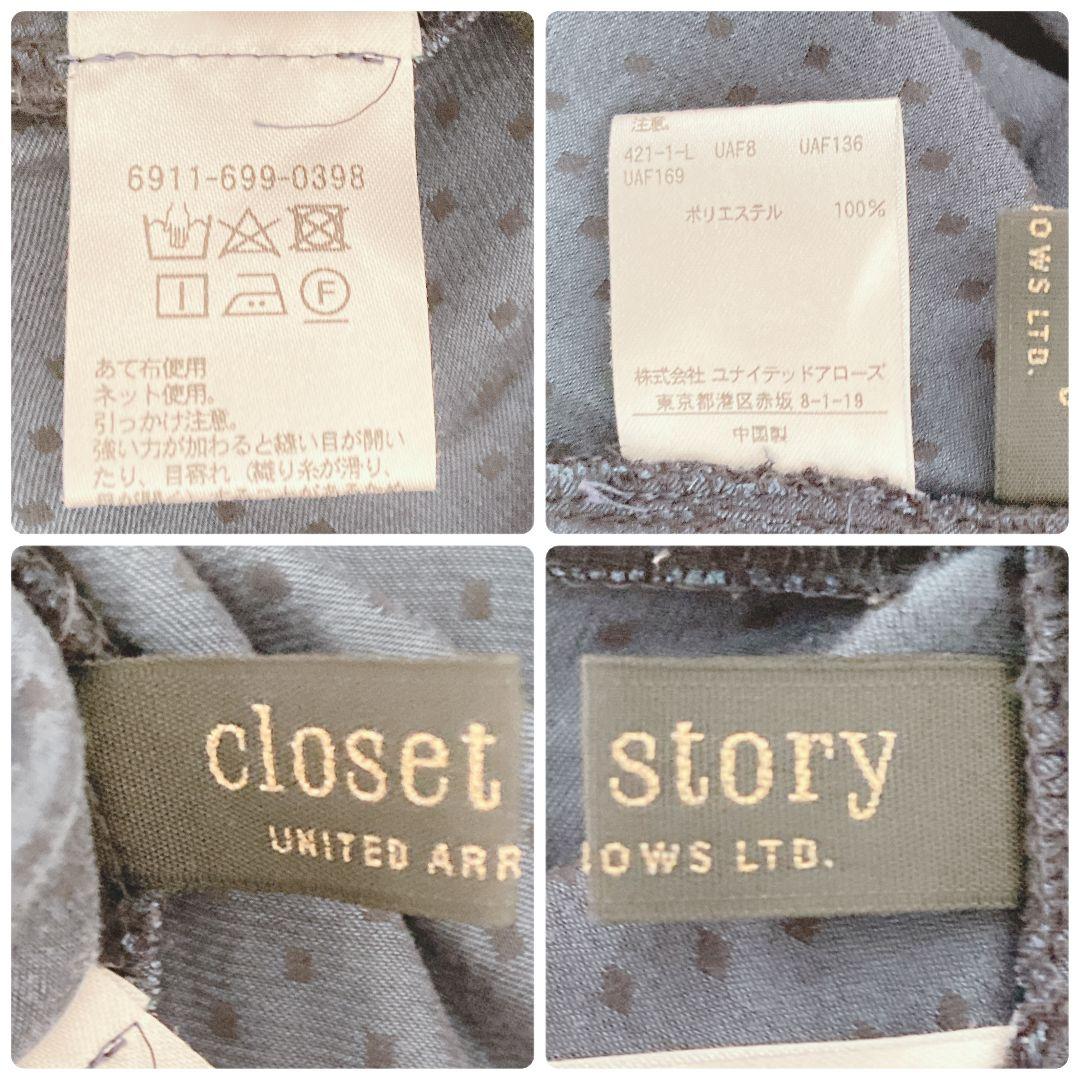 6911-699-0398
F
あて布使用
ネット使用。
引っかけ注意。
強い力が加わると縫い目が開い
たり、目寄れ（織り糸が滑り、
注意
421-1-L UAF8 UAF136
UAF169
ポリエステル 100%
株式会社 ユナイテッドアローズ
東京都港区赤坂 8-1-19
中国製
IOWS LTD.
closet
UNITED ARR
story
IOWS LTD.